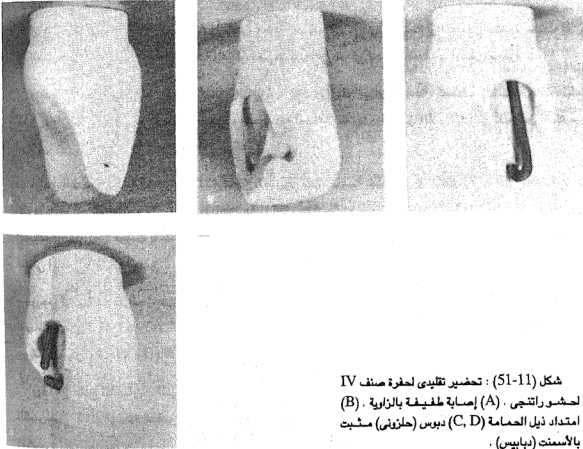 شكل (11-51) : تحضير تقليدى لحفرة صنف IV
لحشو راتنجى . (A) إصابة طفيفة بالزاوية . (B)
امتداد ذيل الحمامة (C, D) دبوس (حلزونى) مثبت
بالأسمنت (دبابيس) .